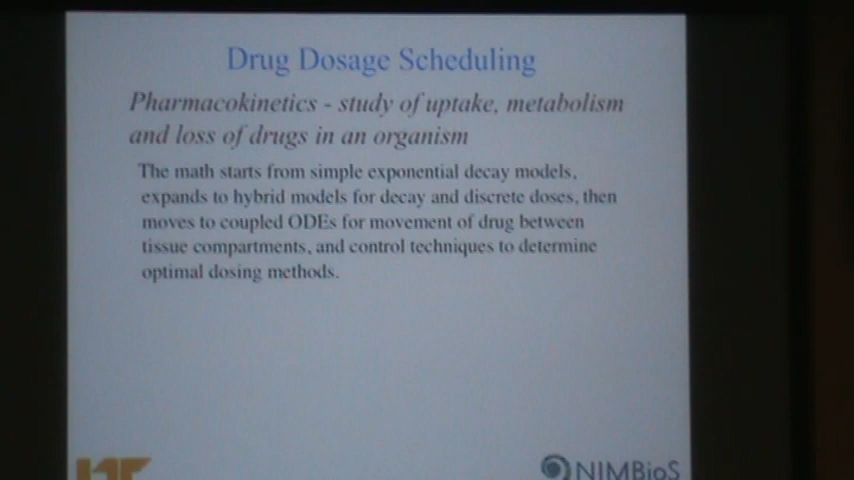 Drug Dosage Scheduling
Pharmacokinetics - study of uptake, metabolism
and loss of drugs in an organism
The math starts from simple exponential decay models,
expands to hybrid models for decay and discrete doses, then
moves to coupled ODEs for movement of drug between
tissue compartments, and control techniques to determine
optimal dosing methods.
UT
NIMBioS